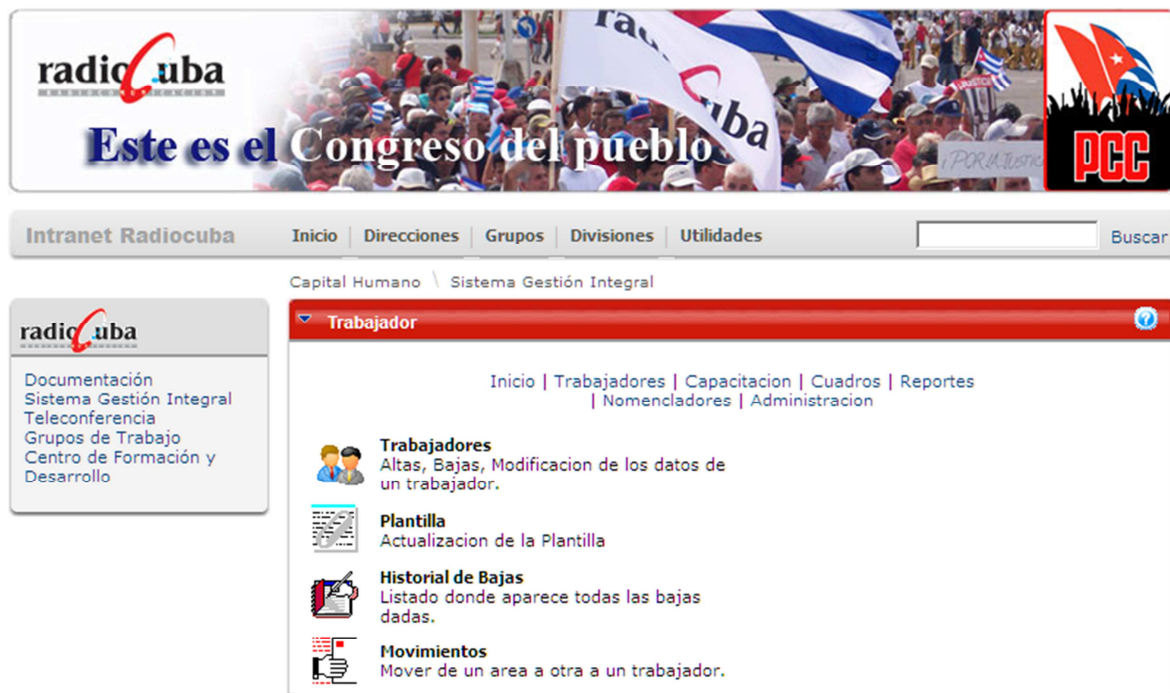 radioCuba
RADIOCOMUNICACION
Este es el Congreso del pueblo
radioCuba
¡POR LA JUSTICIA
PCC
Intranet Radiocuba
Inicio | Direcciones | Grupos | Divisiones | Utilidades
Buscar
Capital Humano \ Sistema Gestión Integral
radioCuba
Documentación
Sistema Gestión Integral
Teleconferencia
Grupos de Trabajo
Centro de Formación y
Desarrollo
Trabajador
?
Inicio | Trabajadores | Capacitacion | Cuadros | Reportes
| Nomencladores | Administracion
Trabajadores
Altas, Bajas, Modificacion de los datos de
un trabajador.
Plantilla
Actualizacion de la Plantilla
Historial de Bajas
Listado donde aparece todas las bajas
dadas.
Movimientos
Mover de un area a otra a un trabajador.